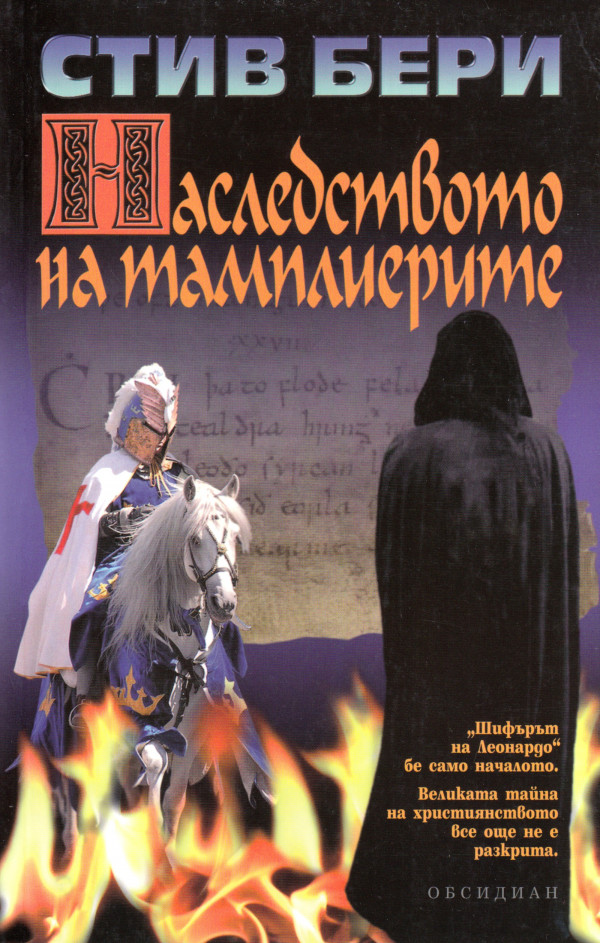 СТИВ БЕРИ
Наследството
на тамплиерите
xxviii
„Шифърът
на Леонардо“
бе само началото.
Великата тайна
на християнството
все още не е
разкрита.
ОБСИДИАН